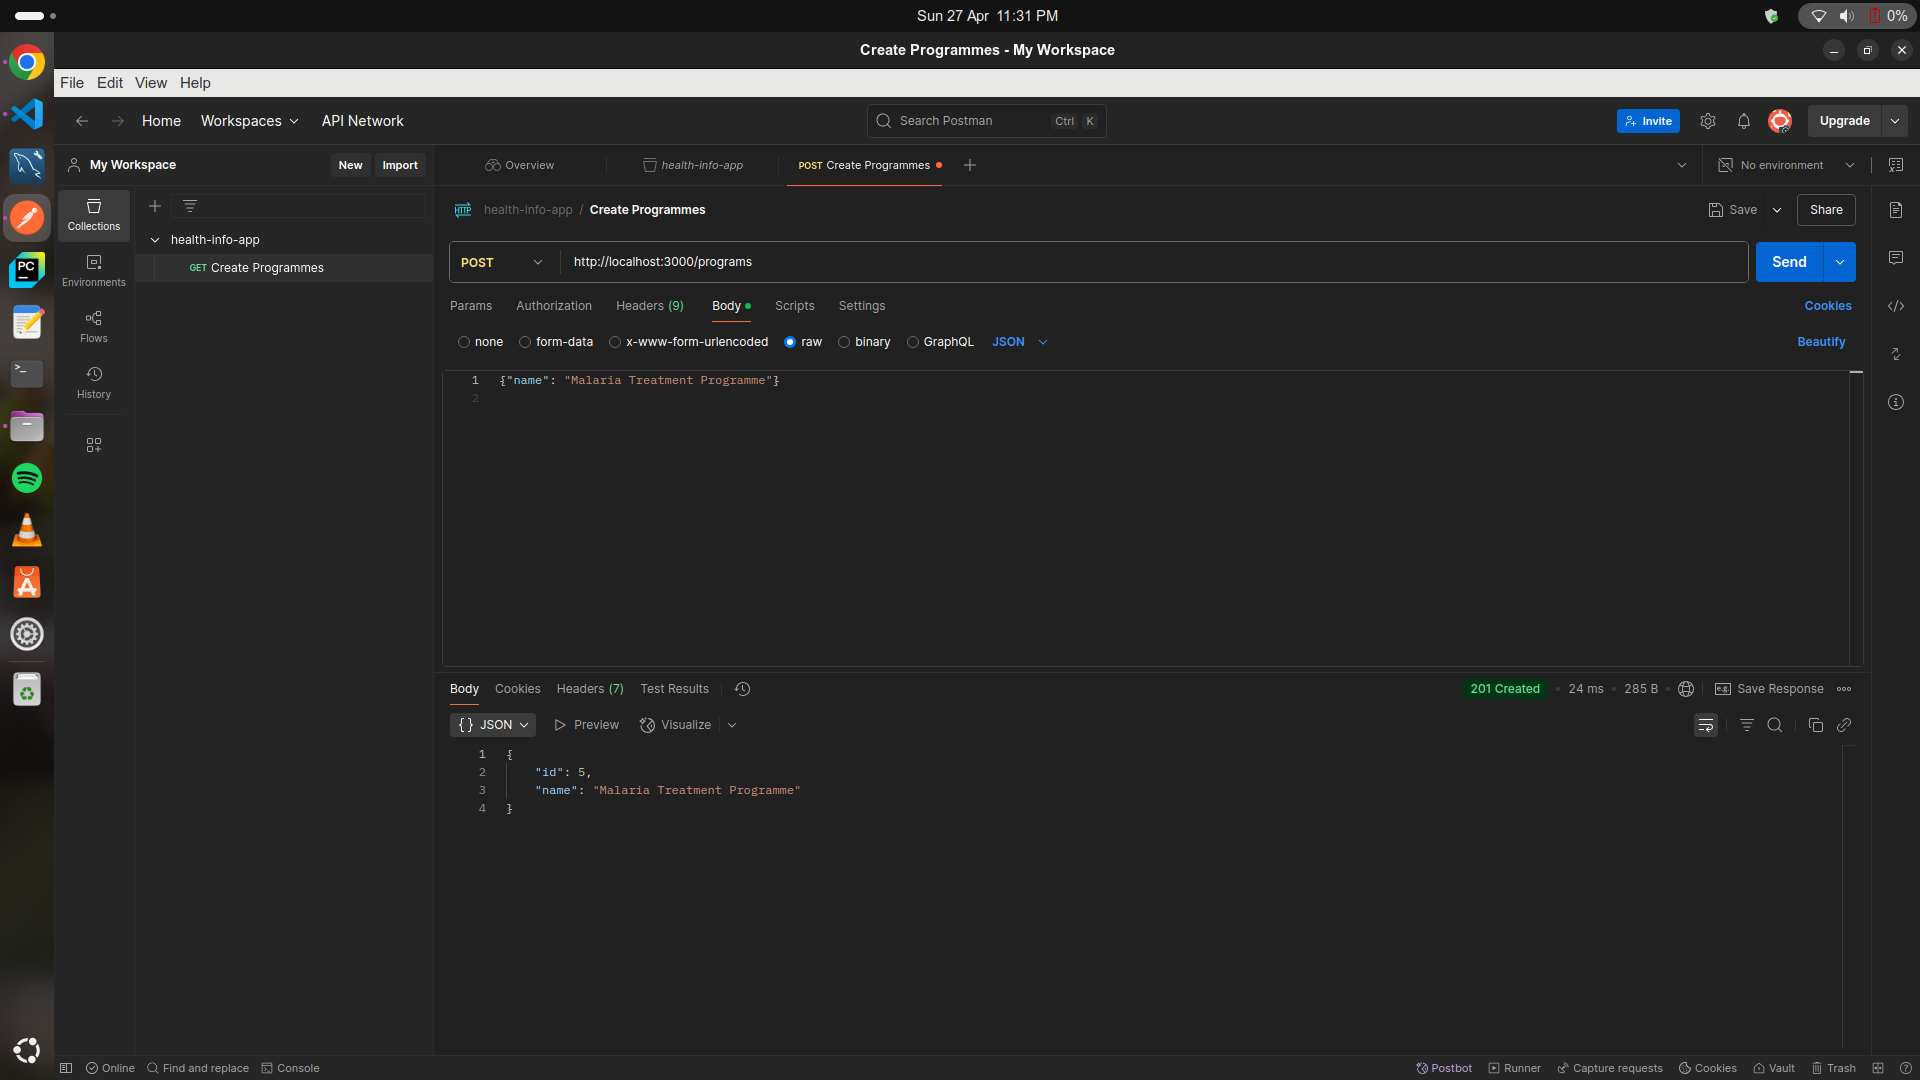 Sun 27 Apr 11:31 PM
0%
Create Programmes - My Workspace
File Edit View Help
Home Workspaces API Network
Search Postman Ctrl K
Invite
Upgrade
My Workspace
New Import
Overview
health-info-app
POST Create Programmes
No environment
Collections
health-info-app
GET Create Programmes
Environments
Flows
History
HTTP health-info-app / Create Programmes
Save
Share
POST http://localhost:3000/programs
Send
Params Authorization Headers (9) Body Scripts Settings
Cookies
none form-data x-www-form-urlencoded raw binary GraphQL JSON
Beautify
1 {"name": "Malaria Treatment Programme"}
2
Body Cookies Headers (7) Test Results
201 Created • 24 ms • 285 B
e.g. Save Response
{} JSON Preview Visualize
1 {
2 "id": 5,
3 "name": "Malaria Treatment Programme"
4 }
PC
Online Find and replace Console
Postbot Runner Capture requests Cookies Vault Trash